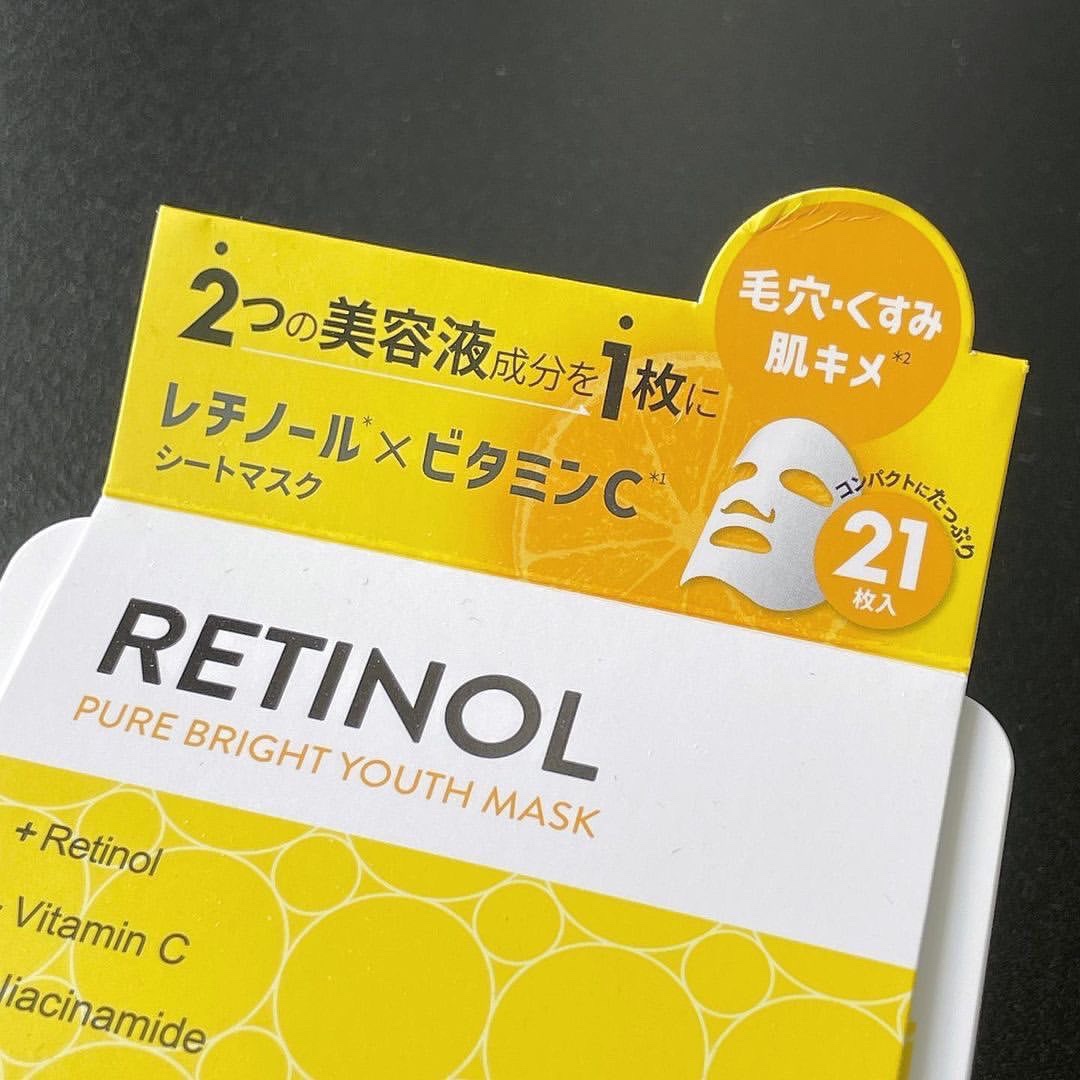 2つの美容液成分を1枚に
レチノール*×ビタミンC*1
シートマスク
毛穴・くすみ
肌キメ*2
コンパクトにたっぷり
21
枚入
RETINOL
PURE BRIGHT YOUTH MASK
+ Retinol
Vitamin C
iacinamide